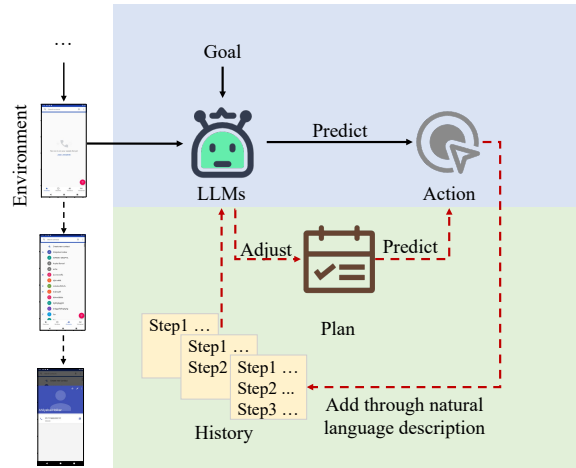 …
Goal
Environment
Predict
LLMs
Action
Adjust
Predict
Plan
Step1 …
Step1 …
Step2
Step1 …
Step2 ...
Step3 …
History
Add through natural
language description